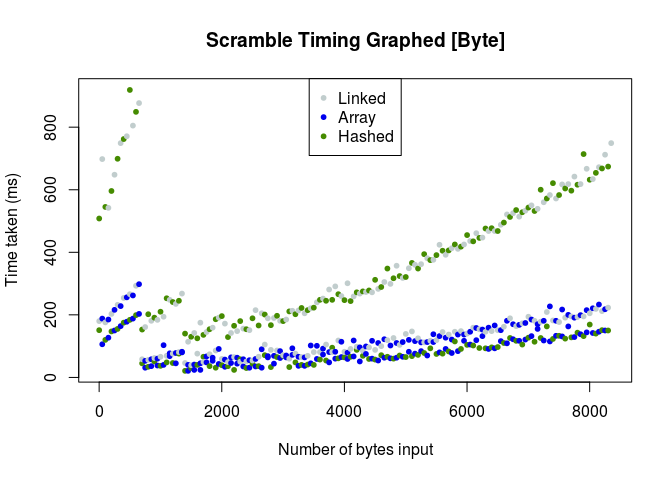 Scramble Timing Graphed [Byte]
Linked
Array
Hashed
Time taken (ms)
800
600
400
200
0
0 2000 4000 6000 8000
Number of bytes input